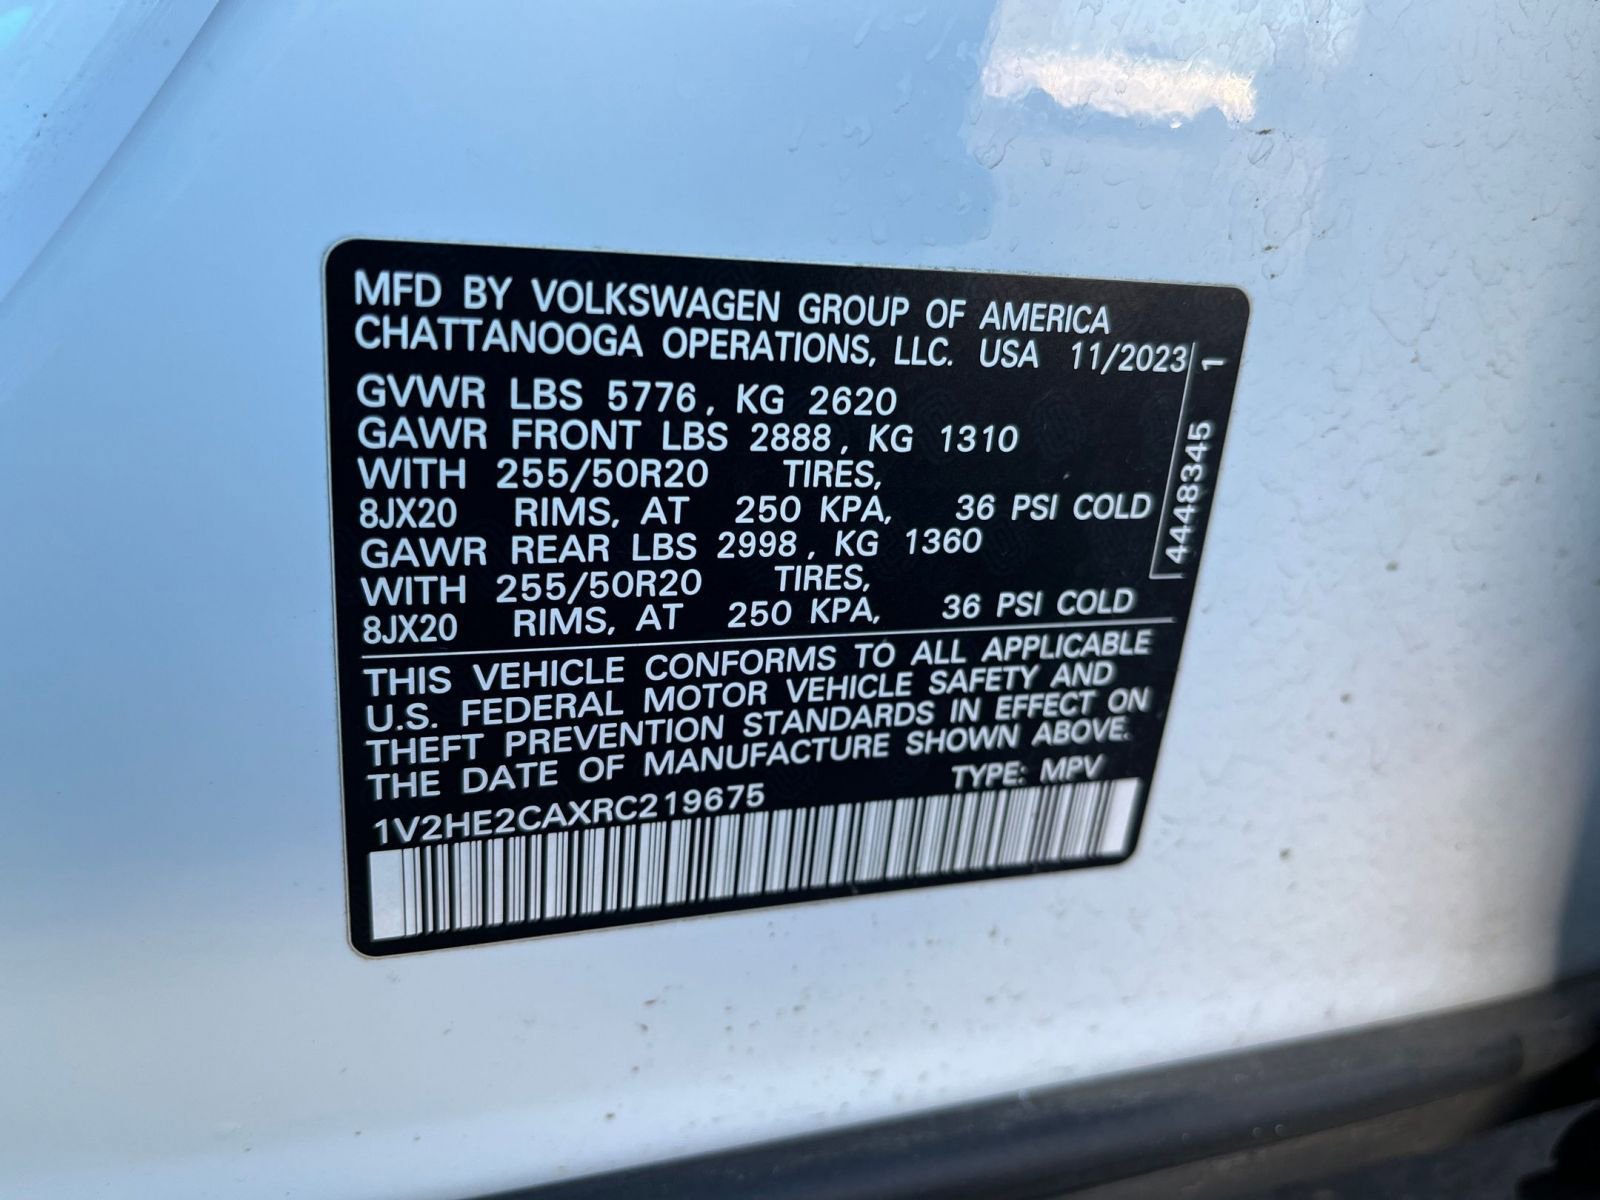 MFD BY VOLKSWAGEN GROUP OF AMERICA
CHATTANOOGA OPERATIONS, LLC. USA 11/2023
GVWR LBS 5776, KG 2620
GAWR FRONT LBS 2888, KG 1310
WITH 255/50R20 TIRES,
8JX20 RIMS, AT 250 KPA, 36 PSI COLD
GAWR REAR LBS 2998, KG 1360
WITH 255/50R20 TIRES,
8JX20 RIMS, AT 250 KPA, 36 PSI COLD
4448345 1
THIS VEHICLE CONFORMS TO ALL APPLICABLE
U.S. FEDERAL MOTOR VEHICLE SAFETY AND
THEFT PREVENTION STANDARDS IN EFFECT ON
THE DATE OF MANUFACTURE SHOWN ABOVE.
1V2HE2CAXRC219675 TYPE: MPV